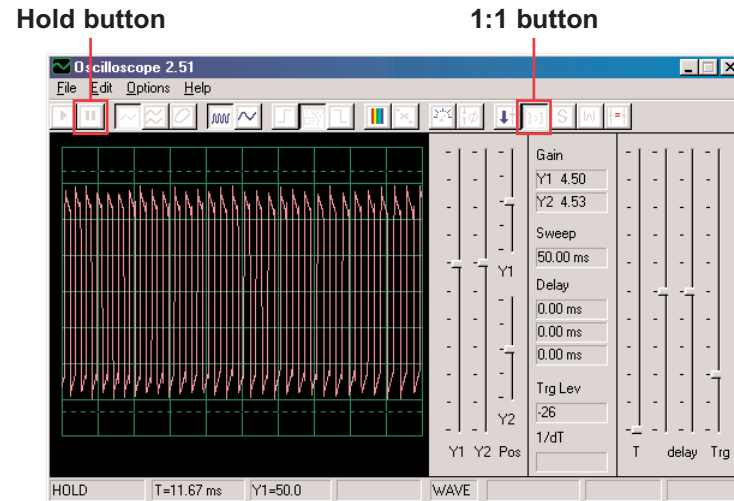 Hold button
1:1 button
Oscilloscope 2.51
File Edit Options Help
1:1 S W
Gain
Y1 4.50
Y2 4.53
Sweep
50.00 ms
Delay
0.00 ms
0.00 ms
0.00 ms
Trg Lev
-26
1/dT
Y1
Y2
Y1 Y2 Pos
T delay Trg
HOLD T=11.67 ms Y1=50.0 WAVE